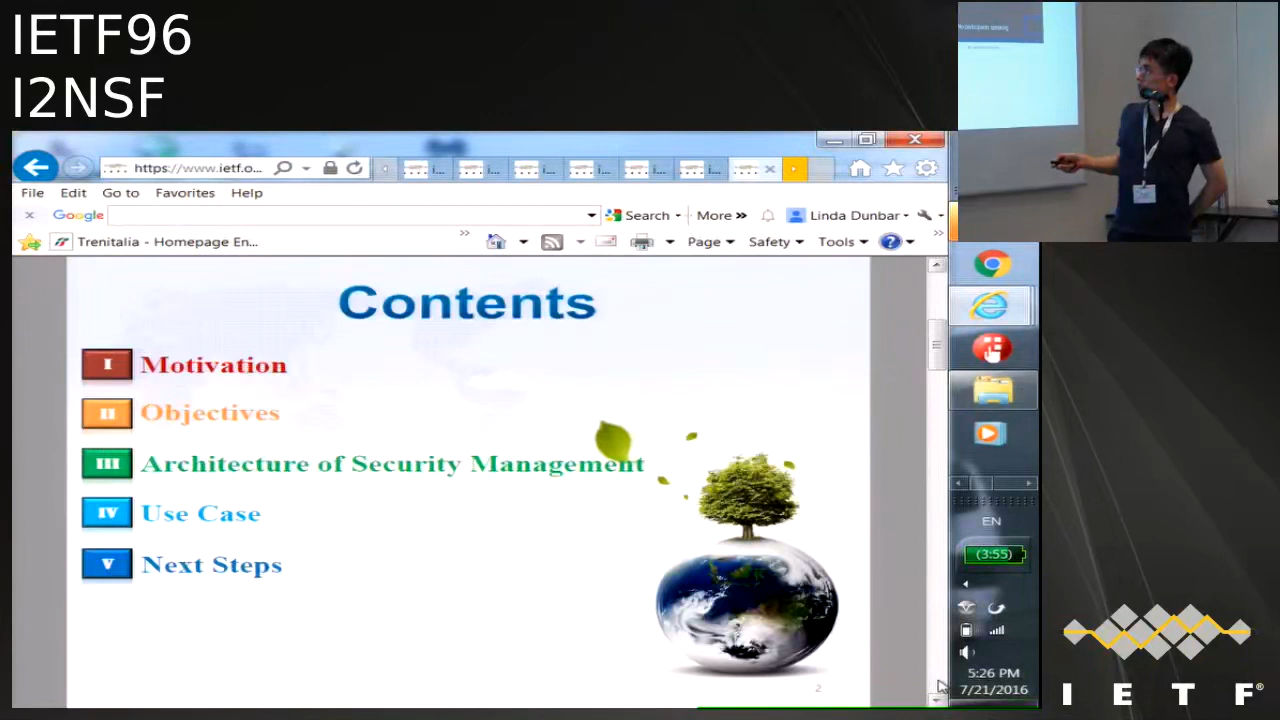 IETF96
I2NSF
https://www.ietf.o...
i...
i...
i...
i...
i...
i...
File Edit Go to Favorites Help
x Google Search More » Linda Dunbar
Trenitalia - Homepage En... Page Safety Tools
Contents
I Motivation
II Objectives
III Architecture of Security Management
IV Use Case
V Next Steps
2
EN
(3:55)
5:26 PM
7/21/2016
I E T F®